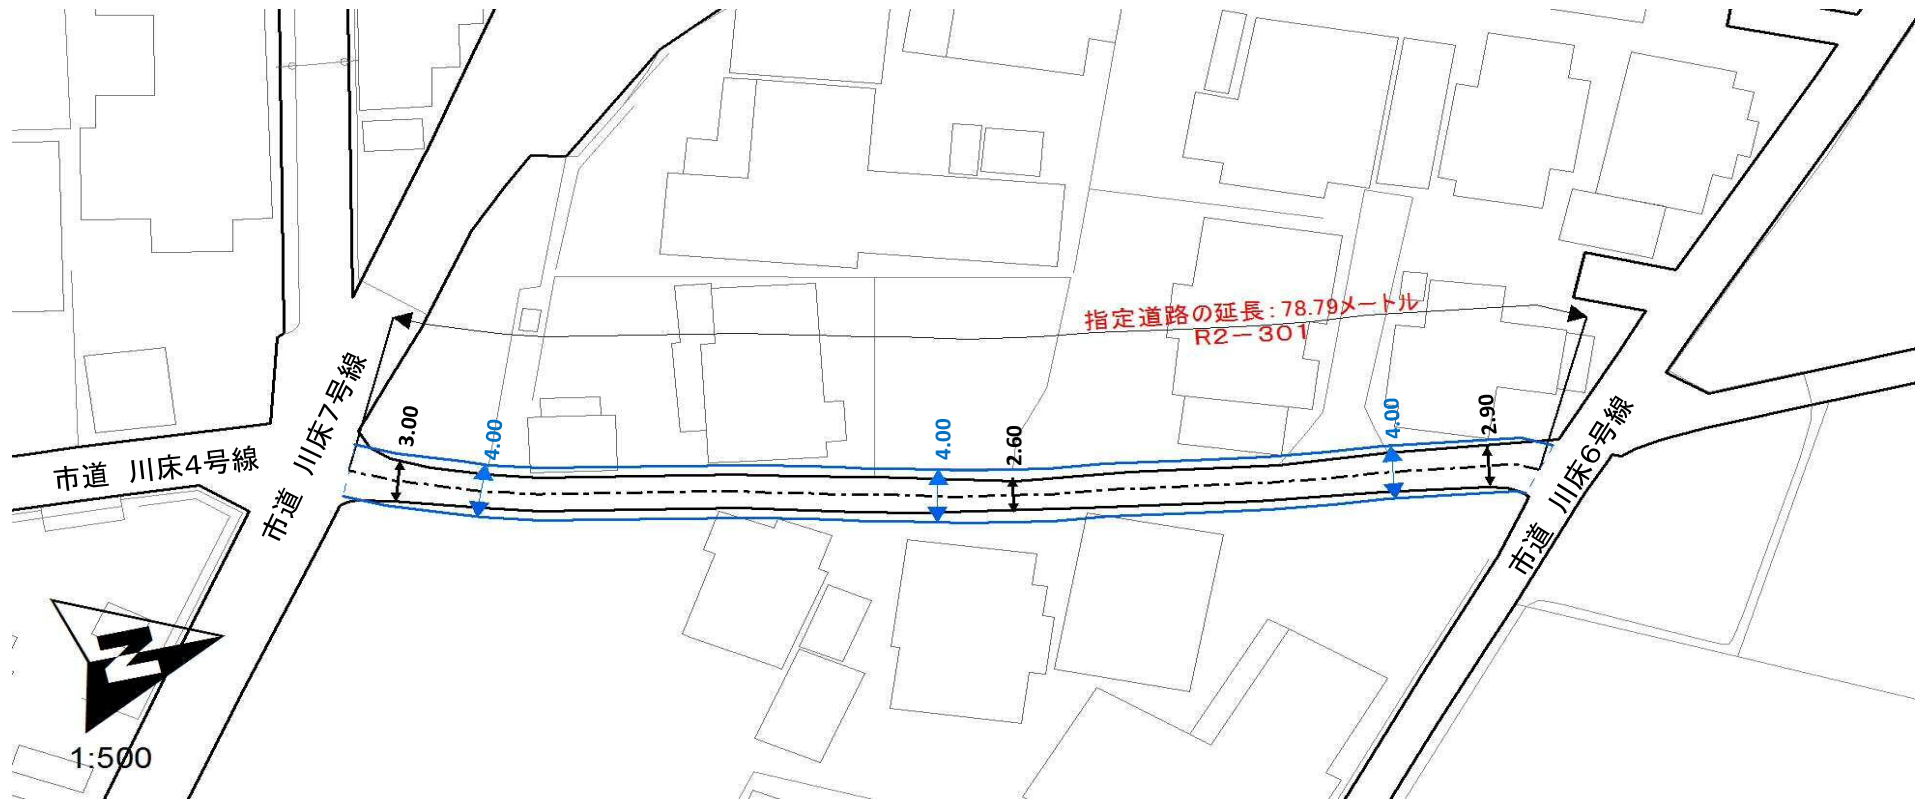 指定道路の延長：78.79メートル
R2－301
市道 川床7号線
3.00
4.00
4.00
2.60
4.00
2.90
市道 川床6号線
市道 川床4号線
N
1:500